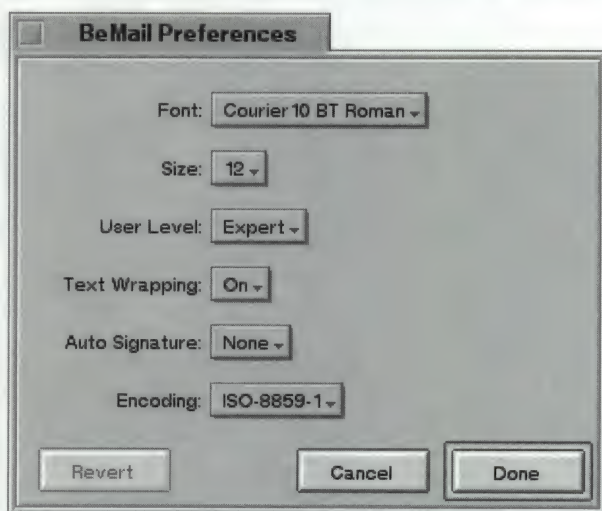 BeMail Preferences
Font: Courier 10 BT Roman
Size: 12
User Level: Expert
Text Wrapping: On
Auto Signature: None
Encoding: ISO-8859-1
Revert Cancel Done